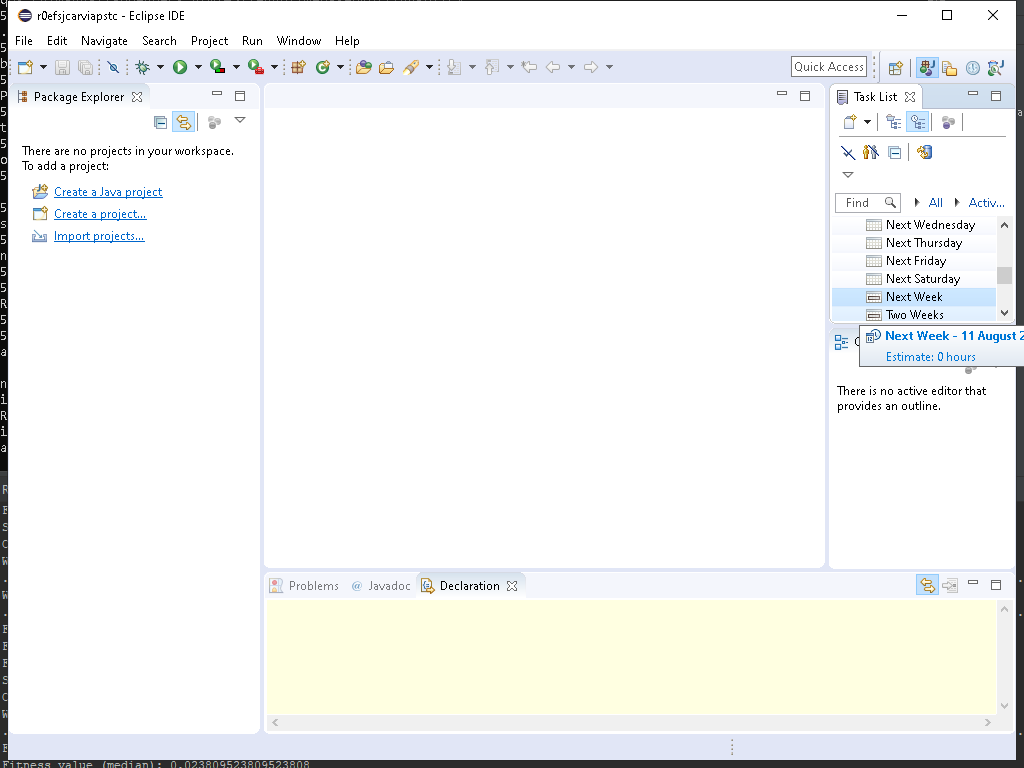 r0efsjcarviapstc - Eclipse IDE
File Edit Navigate Search Project Run Window Help
Quick Access
Package Explorer
Task List
There are no projects in your workspace.
To add a project:
Create a Java project
Create a project...
Import projects...
Find
All
Activ...
Next Wednesday
Next Thursday
Next Friday
Next Saturday
Next Week
Two Weeks
Next Week - 11 August 2
Estimate: 0 hours
There is no active editor that
provides an outline.
Problems
@ Javadoc
Declaration
Fitness value (median): 0.023809523809523808